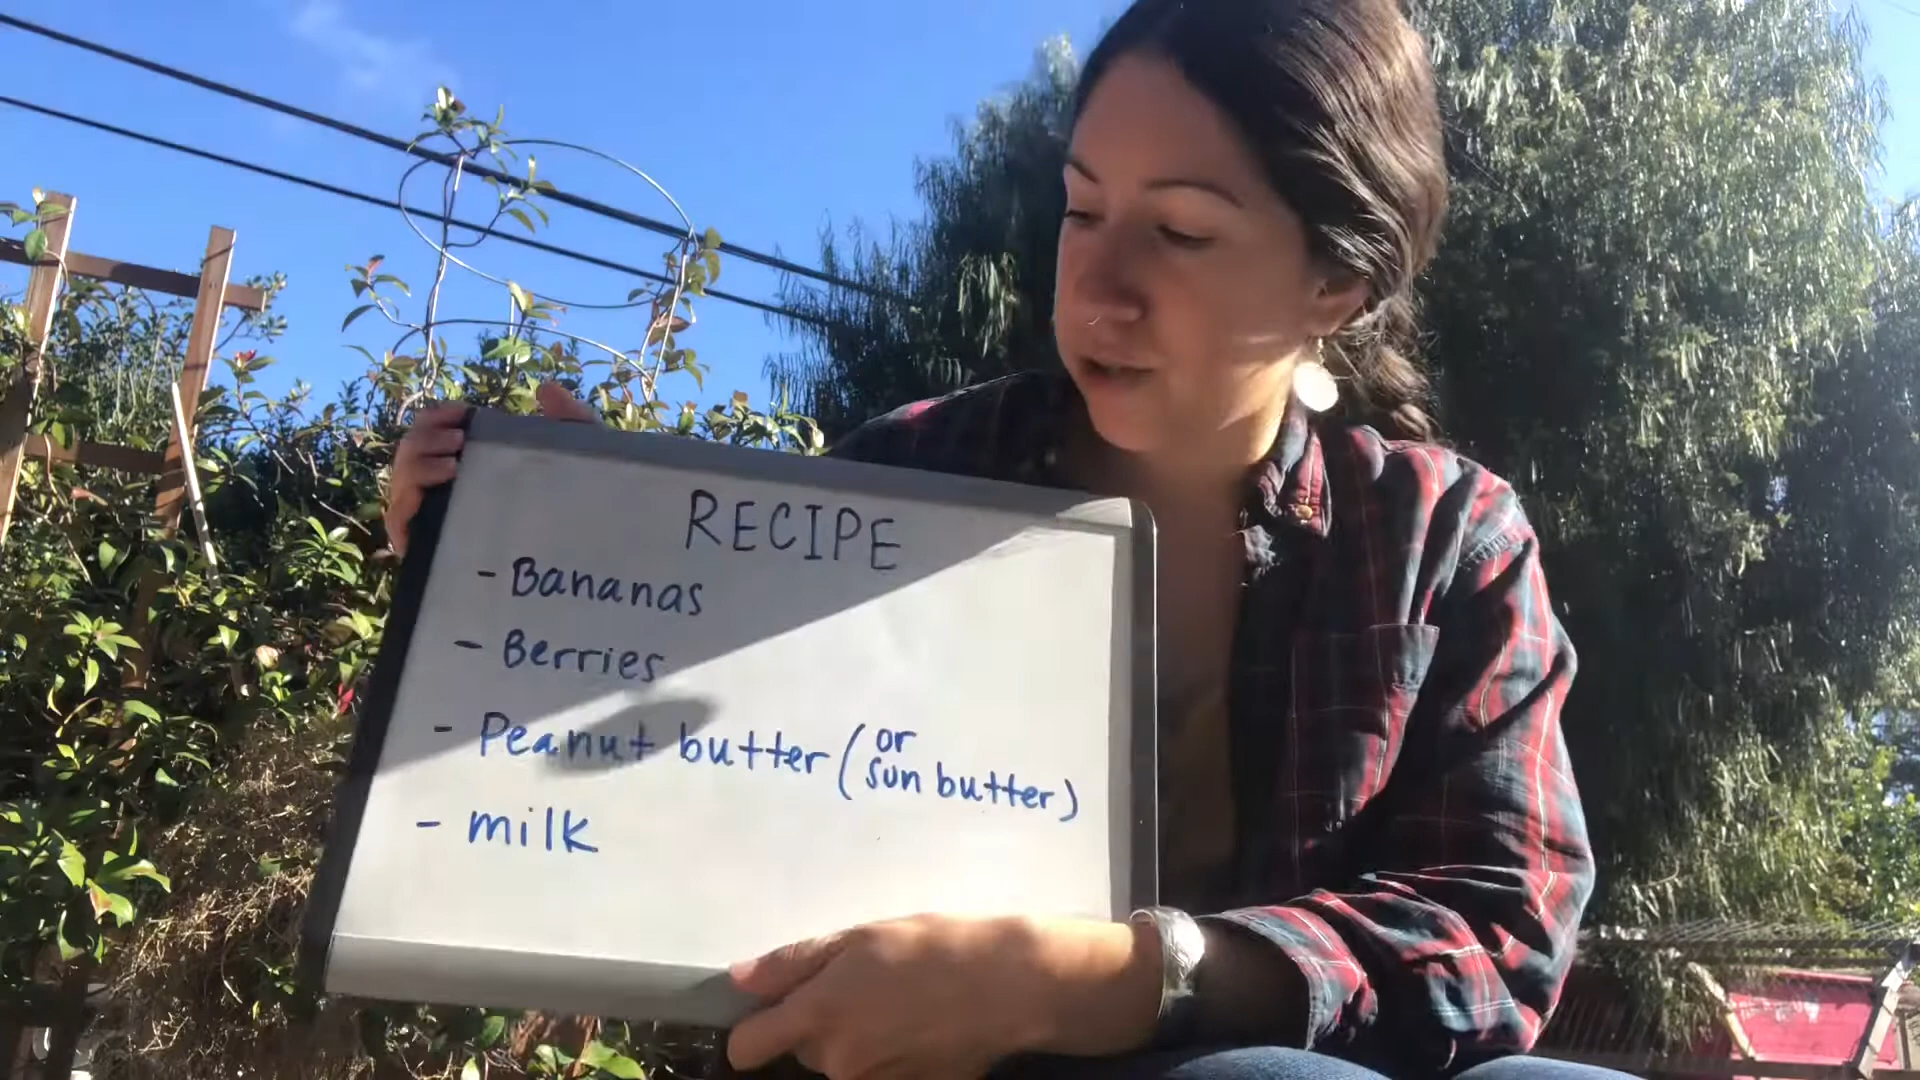 RECIPE
- Bananas
- Berries
- Peanut butter (or
sun butter)
- milk